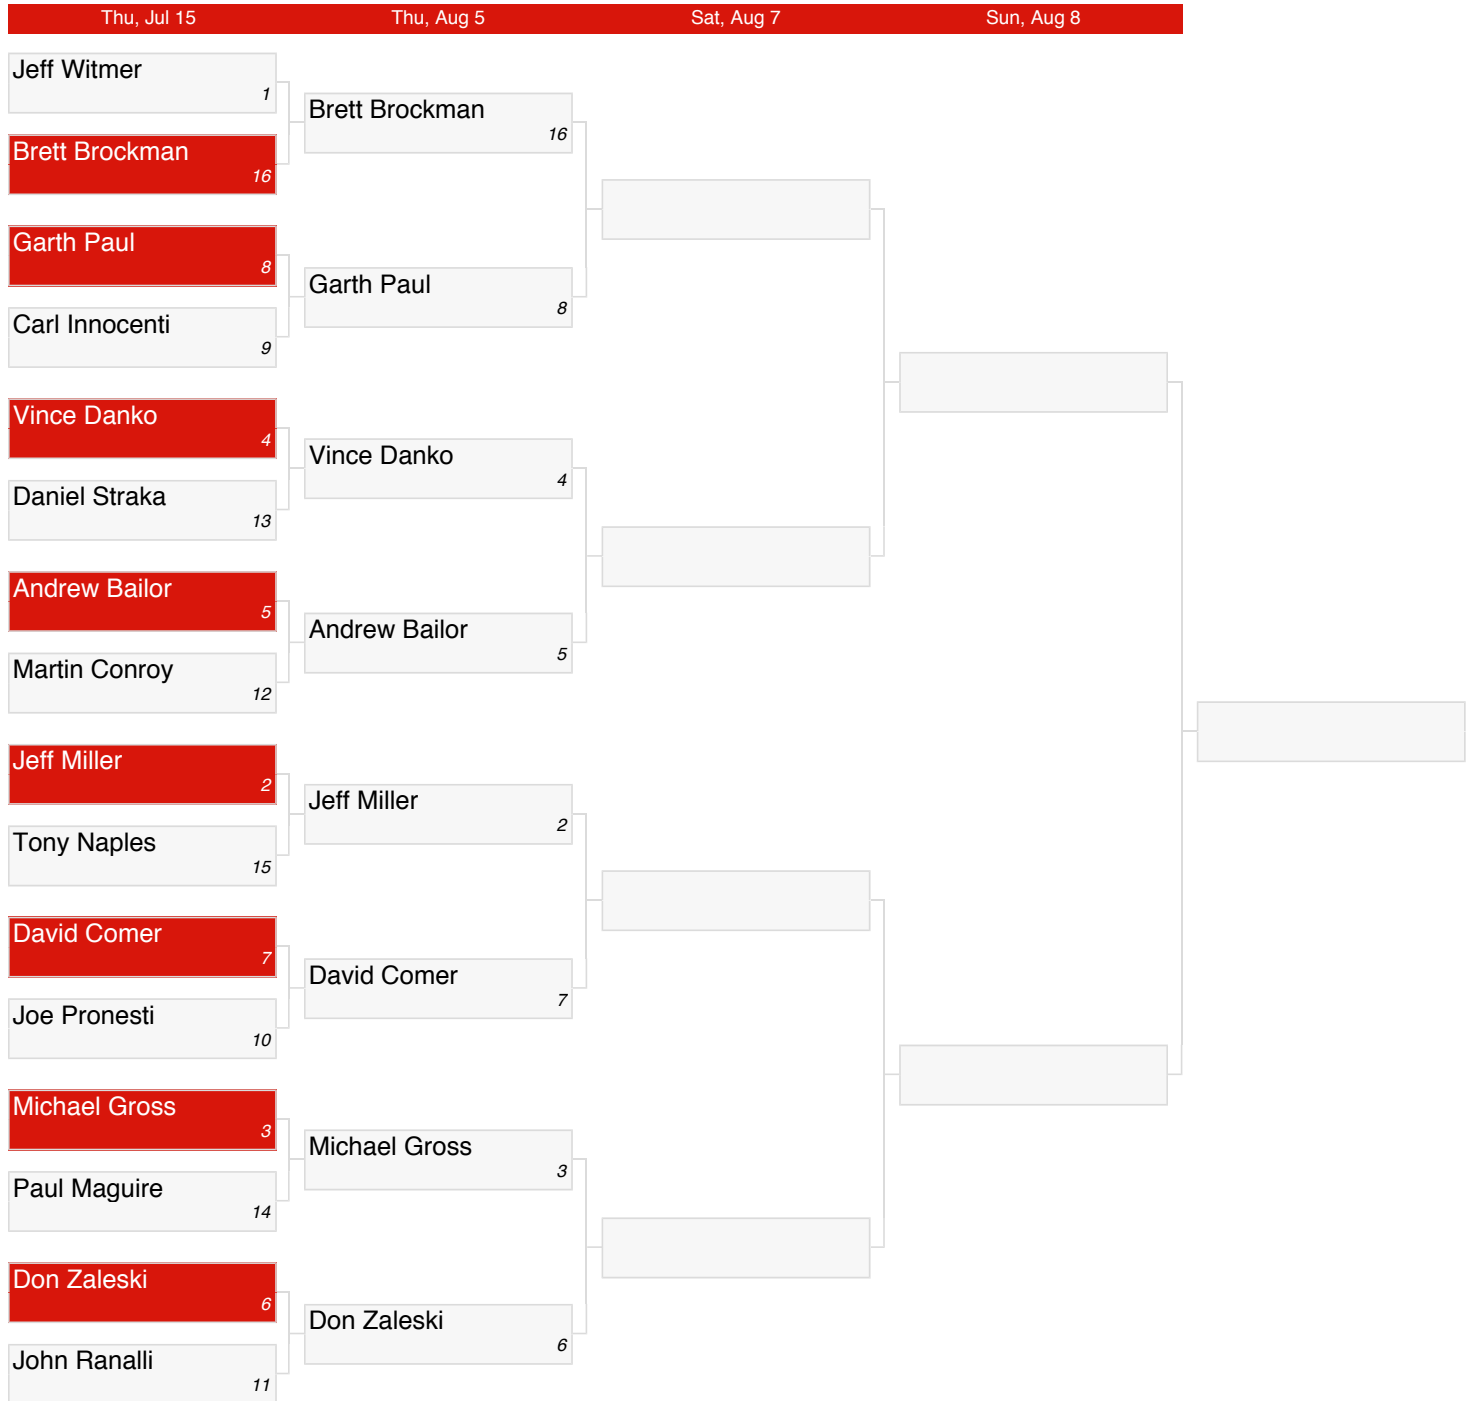 Thu, Jul 15 Thu, Aug 5 Sat, Aug 7 Sun, Aug 8
Jeff Witmer
1
Brett Brockman
16
Garth Paul
8
Carl Innocenti
9
Vince Danko
4
Daniel Straka
13
Andrew Bailor
5
Martin Conroy
12
Jeff Miller
2
Tony Naples
15
David Comer
7
Joe Pronesti
10
Michael Gross
3
Paul Maguire
14
Don Zaleski
6
John Ranalli
11
Brett Brockman
16
Garth Paul
8
Vince Danko
4
Andrew Bailor
5
Jeff Miller
2
David Comer
7
Michael Gross
3
Don Zaleski
6